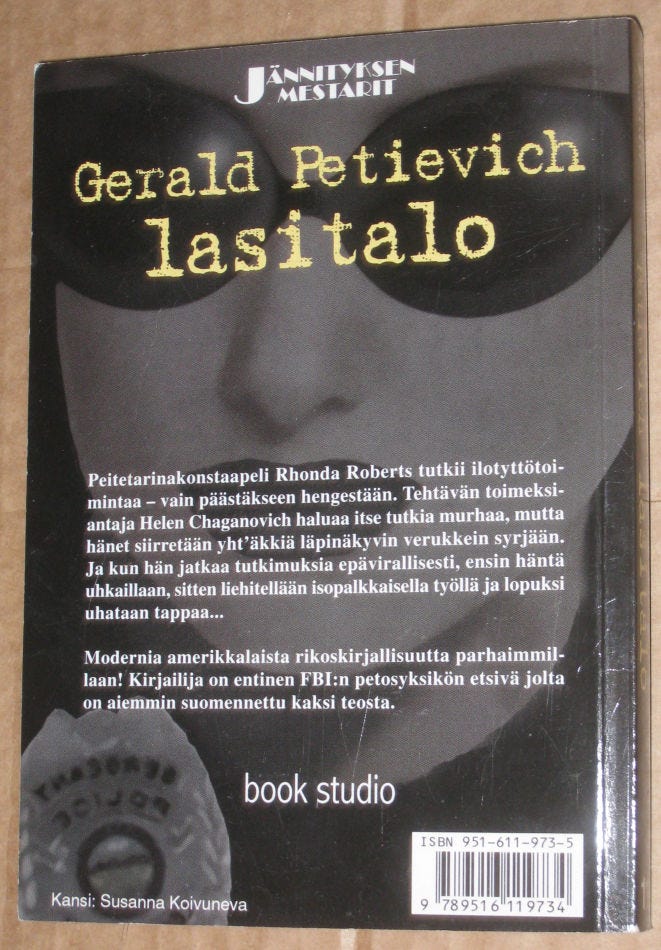 JÄNNITYKSEN
MESTARIT
Gerald Petievich
lasitalo
Peitetarinakonstaapeli Rhonda Roberts tutkii ilotyttötoi-
mintaa – vain päästäkseen hengestään. Tehtävän toimeksi-
antaja Helen Chaganovich haluaa itse tutkia murhaa, mutta
hänet siirretään yht'äkkiä läpinäkyvin verukkein syrjään.
Ja kun hän jatkaa tutkimuksia epävirallisesti, ensin häntä
uhkaillaan, sitten liehitellään isopalkkaisella työllä ja lopuksi
uhataan tappaa...
Modernia amerikkalaista rikoskirjallisuutta parhaimmil-
laan! Kirjailija on entinen FBI:n petosyksikön etsivä jolta
on aiemmin suomennettu kaksi teosta.
SERGEANT
POLICE
book studio
ISBN 951-611-973-5
9 789516 119734
Kansi: Susanna Koivuneva